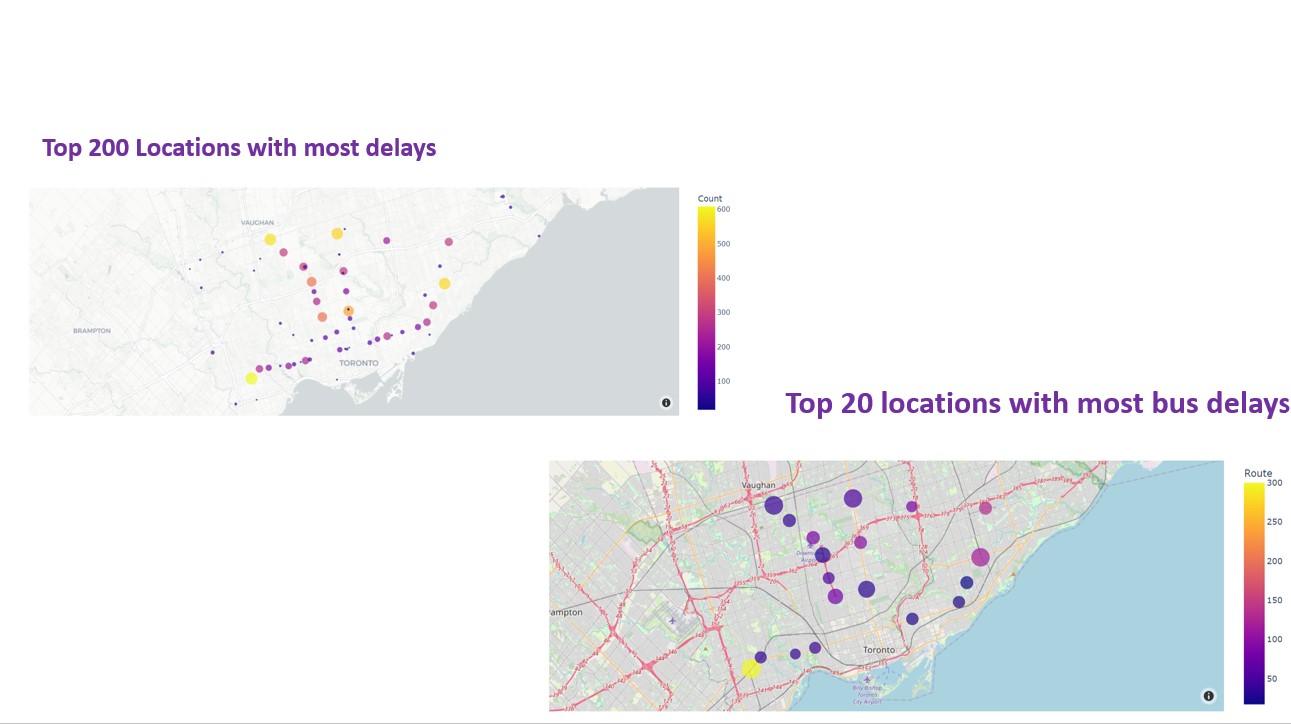 Top 200 Locations with most delays
VAUGHAN
BRAMPTON
TORONTO
Count
600
500
400
300
200
100
Top 20 locations with most bus delays
Vaughan
ampton
Toronto
Billy Bishop
Toronto
City Airport
Route
300
250
200
150
100
50